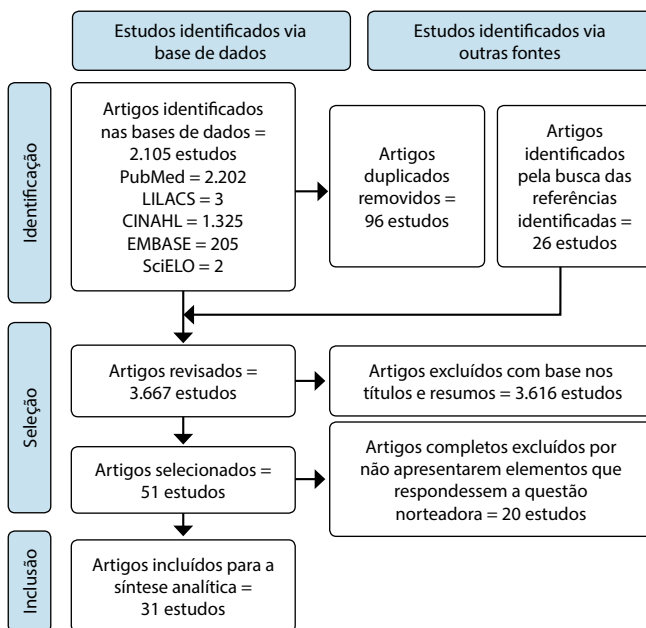 Estudos identificados via
base de dados
Estudos identificados via
outras fontes
Identificação
Artigos identificados
nas bases de dados =
2.105 estudos
PubMed = 2.202
LILACS = 3
CINAHL = 1.325
EMBASE = 205
SciELO = 2
Artigos
duplicados
removidos =
96 estudos
Artigos
identificados
pela busca das
referências
identificadas =
26 estudos
Seleção
Artigos revisados =
3.667 estudos
Artigos excluídos com base nos
títulos e resumos = 3.616 estudos
Artigos selecionados =
51 estudos
Artigos completos excluídos por
não apresentarem elementos que
respondessem a questão
norteadora = 20 estudos
Inclusão
Artigos incluídos para a
síntese analítica =
31 estudos